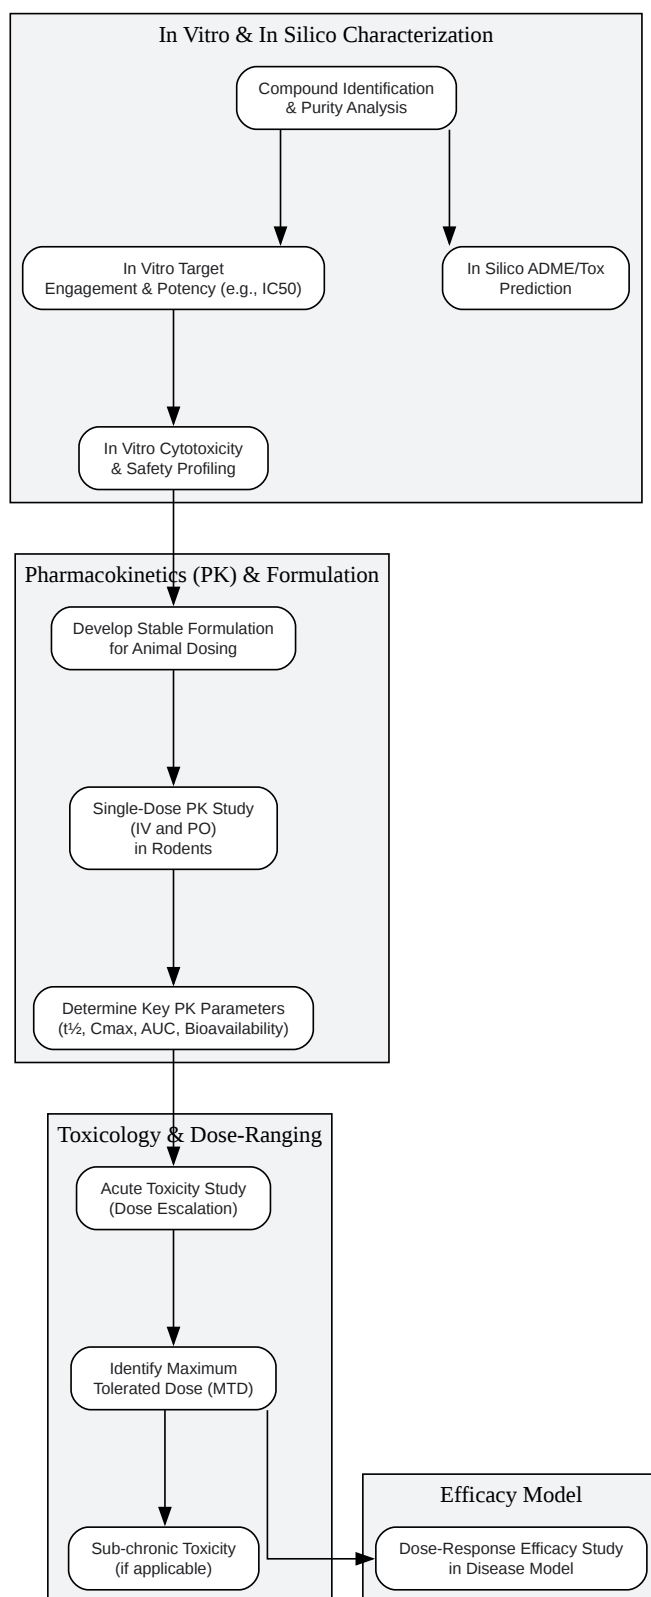 In Vitro & In Silico Characterization
Compound Identification
& Purity Analysis
In Vitro Target
Engagement & Potency (e.g., IC50)
In Silico ADME/Tox
Prediction
In Vitro Cytotoxicity
& Safety Profiling
Pharmacokinetics (PK) & Formulation
Develop Stable Formulation
for Animal Dosing
Single-Dose PK Study
(IV and PO)
in Rodents
Determine Key PK Parameters
(t½, Cmax, AUC, Bioavailability)
Toxicology & Dose-Ranging
Acute Toxicity Study
(Dose Escalation)
Identify Maximum
Tolerated Dose (MTD)
Sub-chronic Toxicity
(if applicable)
Efficacy Model
Dose-Response Efficacy Study
in Disease Model